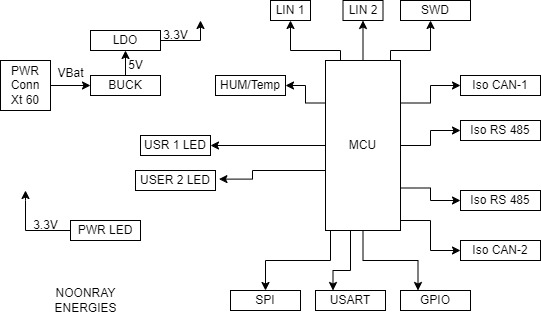 LIN 1
LIN 2
SWD
LDO
3.3V
PWR
Conn
Xt 60
VBat
5V
BUCK
HUM/Temp
Iso CAN-1
USR 1 LED
MCU
Iso RS 485
USER 2 LED
Iso RS 485
3.3V
PWR LED
Iso CAN-2
NOONRAY
ENERGIES
SPI
USART
GPIO